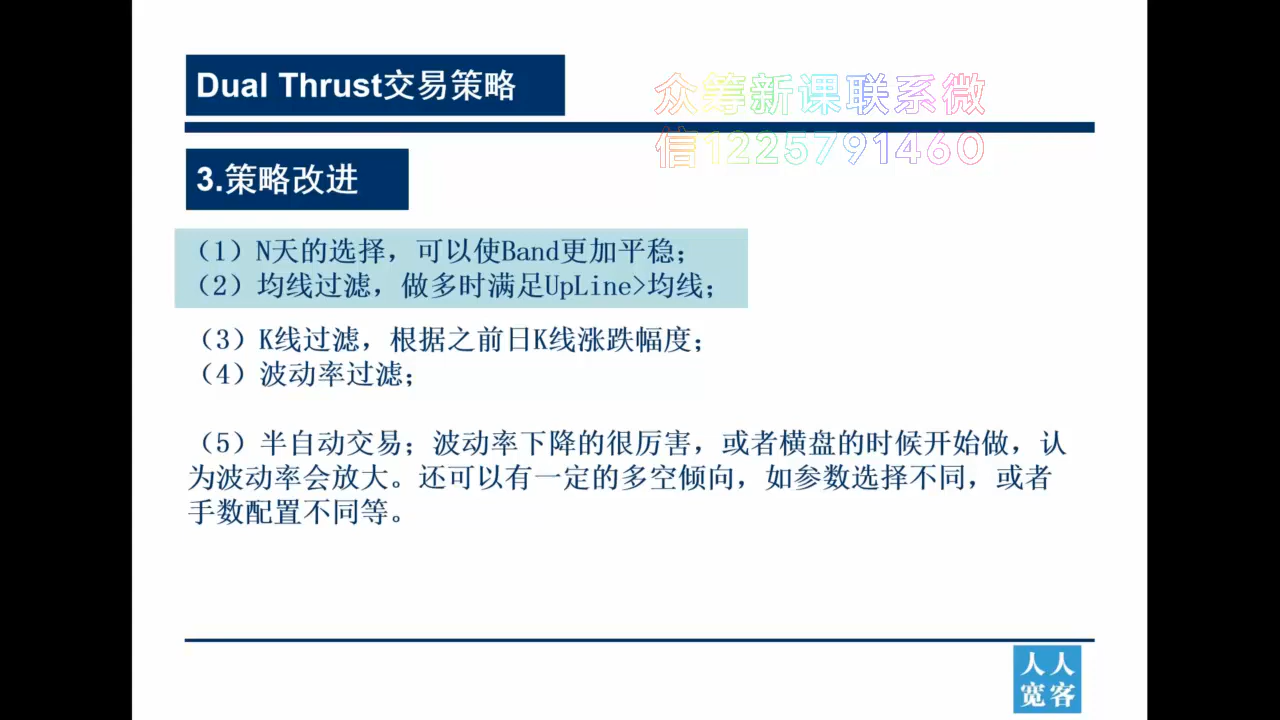 Dual Thrust交易策略
众筹新课联系微
信1225791460
3.策略改进
（1）N天的选择，可以使Band更加平稳；
（2）均线过滤，做多时满足UpLine>均线；
（3）K线过滤，根据之前日K线涨跌幅度；
（4）波动率过滤；
（5）半自动交易；波动率下降的很厉害，或者横盘的时候开始做，认
为波动率会放大。还可以有一定的多空倾向，如参数选择不同，或者
手数配置不同等。
人人
宽客